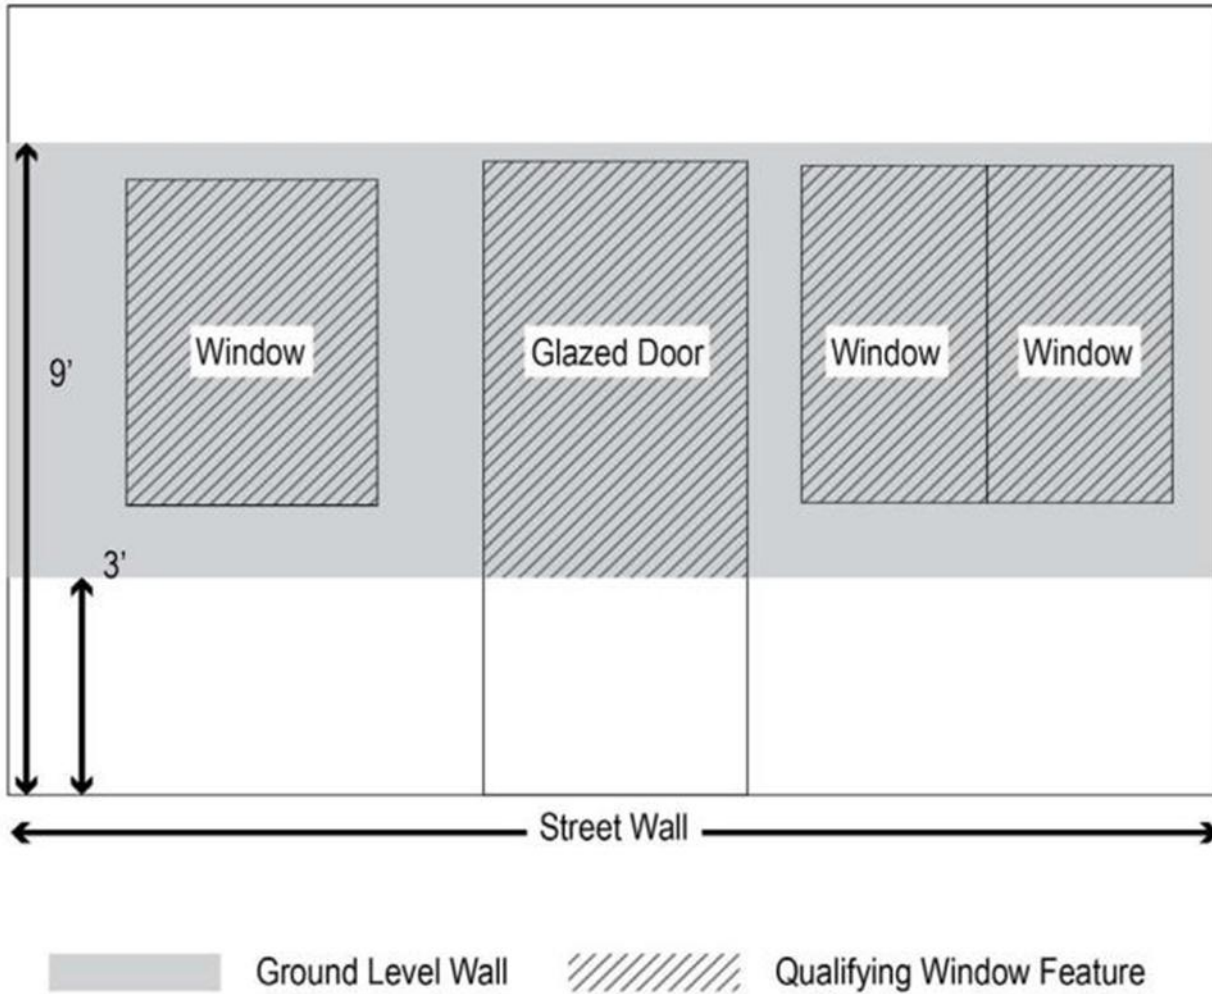 Window
Glazed Door
Window
Window
9’
3’
Street Wall
Ground Level Wall
Qualifying Window Feature